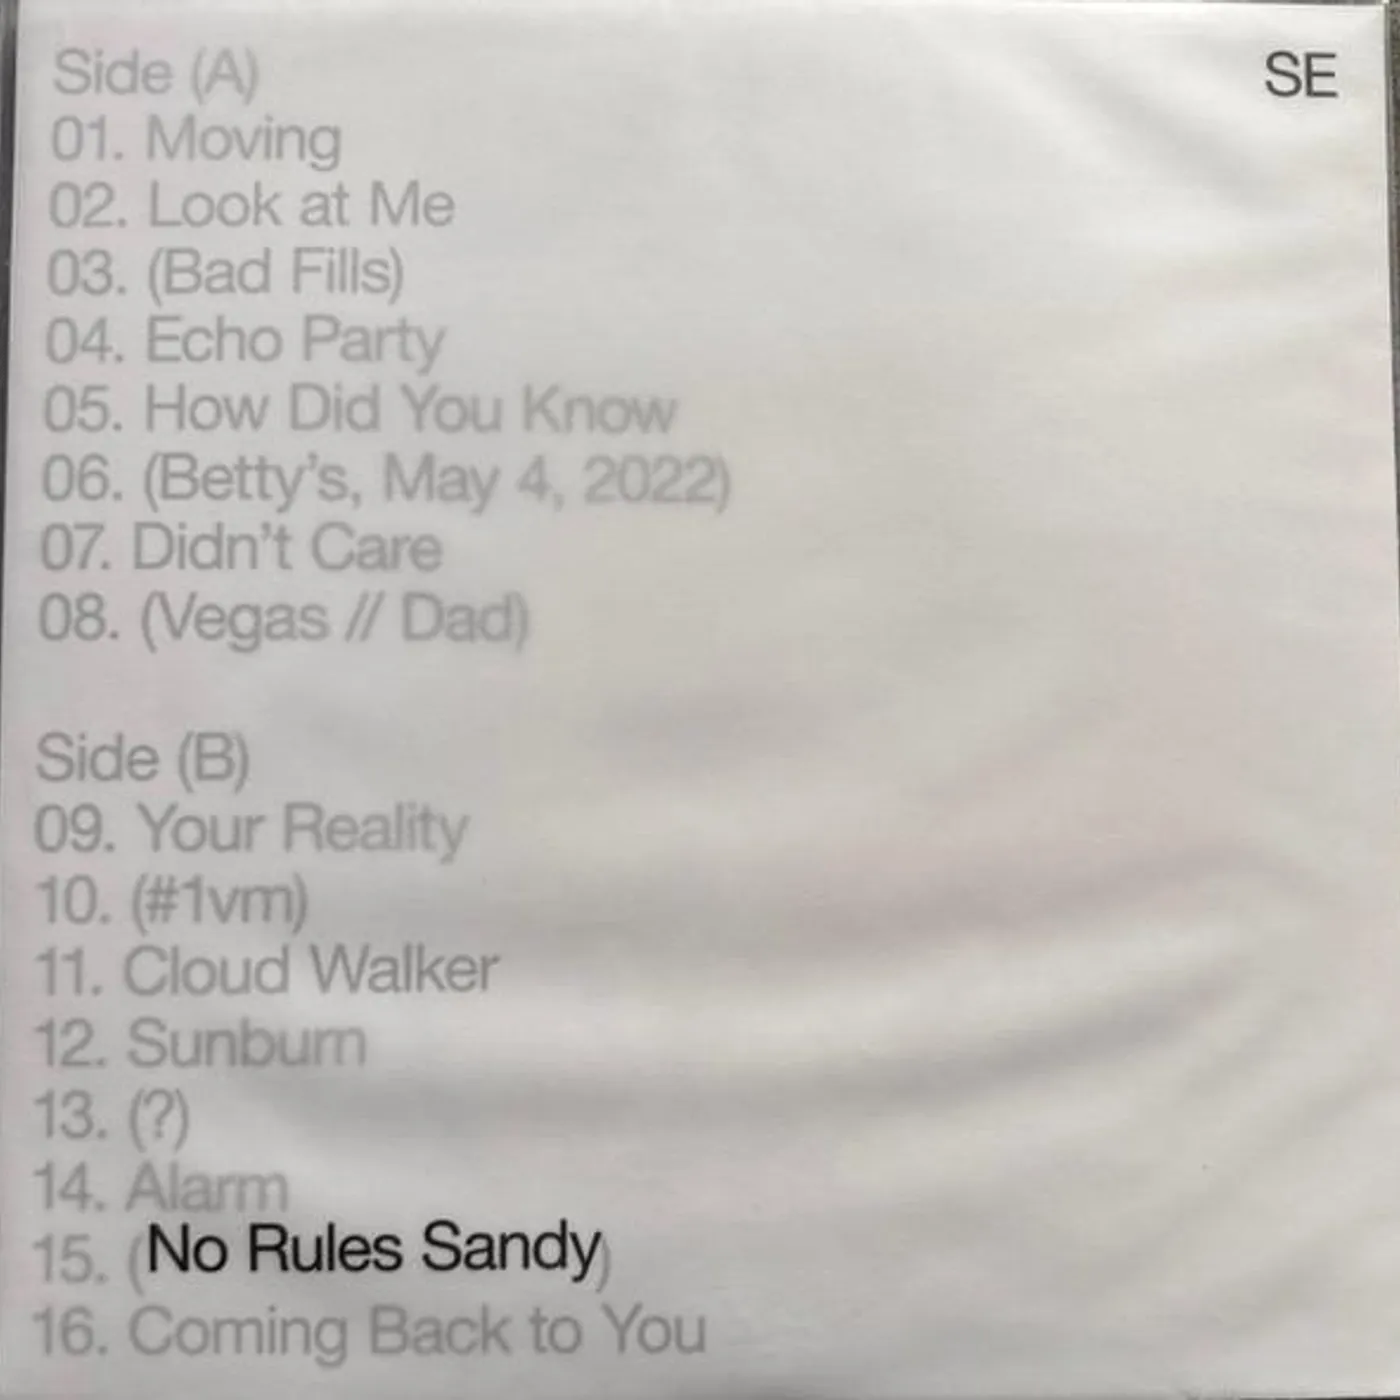 Side (A)
SE
01. Moving
02. Look at Me
03. (Bad Fills)
04. Echo Party
05. How Did You Know
06. (Betty's, May 4, 2022)
07. Didn't Care
08. (Vegas // Dad)
Side (B)
09. Your Reality
10. (#1vm)
11. Cloud Walker
12. Sunburn
13. (?)
14. Alarm
15. (No Rules Sandy)
16. Coming Back to You